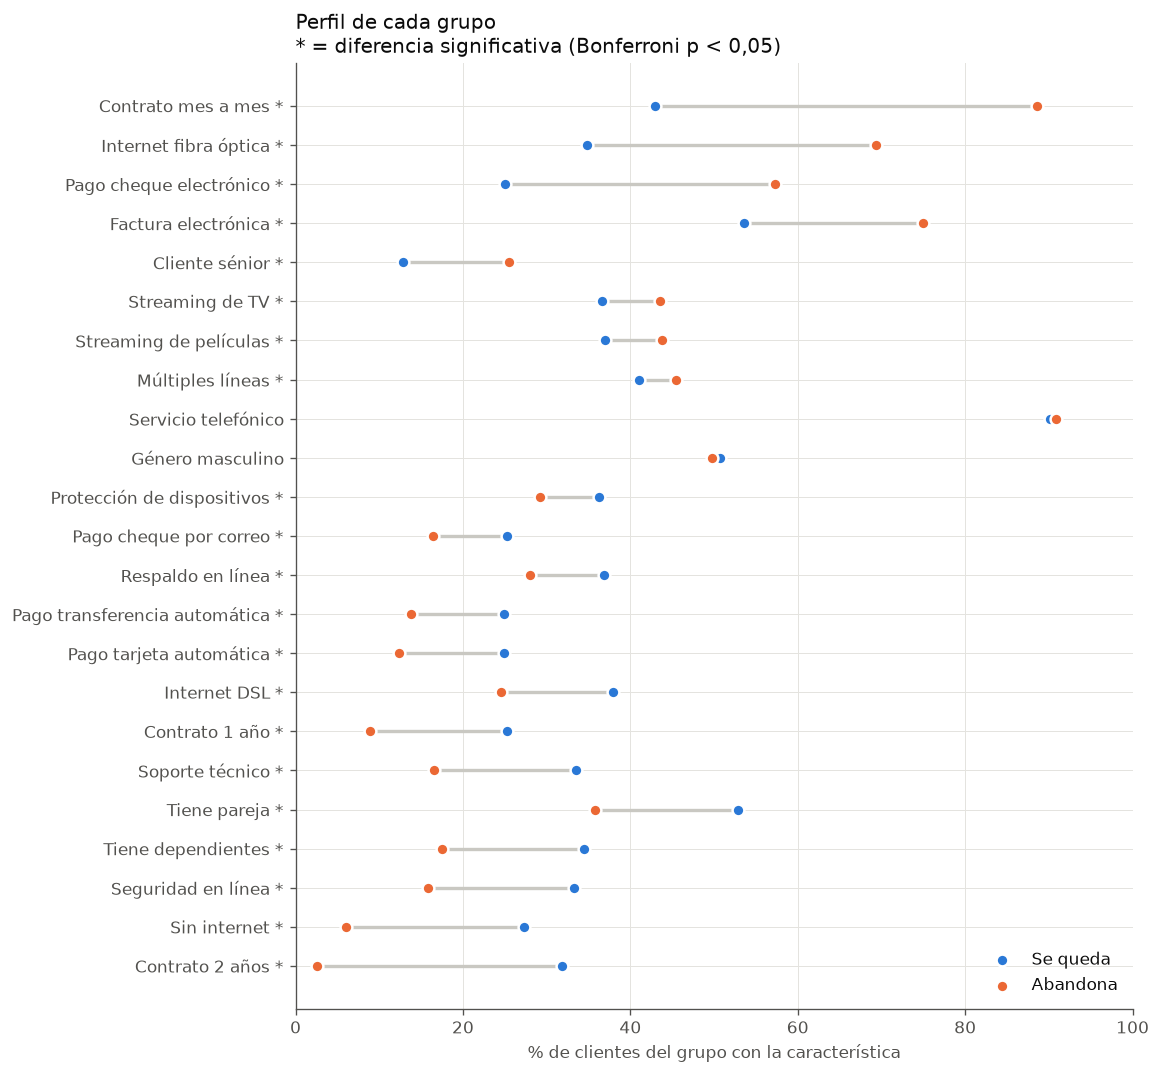 Perfil de cada grupo
* = diferencia significativa (Bonferroni p < 0,05)
Contrato mes a mes *
Internet fibra óptica *
Pago cheque electrónico *
Factura electrónica *
Cliente sénior *
Streaming de TV *
Streaming de películas *
Múltiples líneas *
Servicio telefónico
Género masculino
Protección de dispositivos *
Pago cheque por correo *
Respaldo en línea *
Pago transferencia automática *
Pago tarjeta automática *
Internet DSL *
Contrato 1 año *
Soporte técnico *
Tiene pareja *
Tiene dependientes *
Seguridad en línea *
Sin internet *
Contrato 2 años *
Se queda
Abandona
0 20 40 60 80 100
% de clientes del grupo con la característica